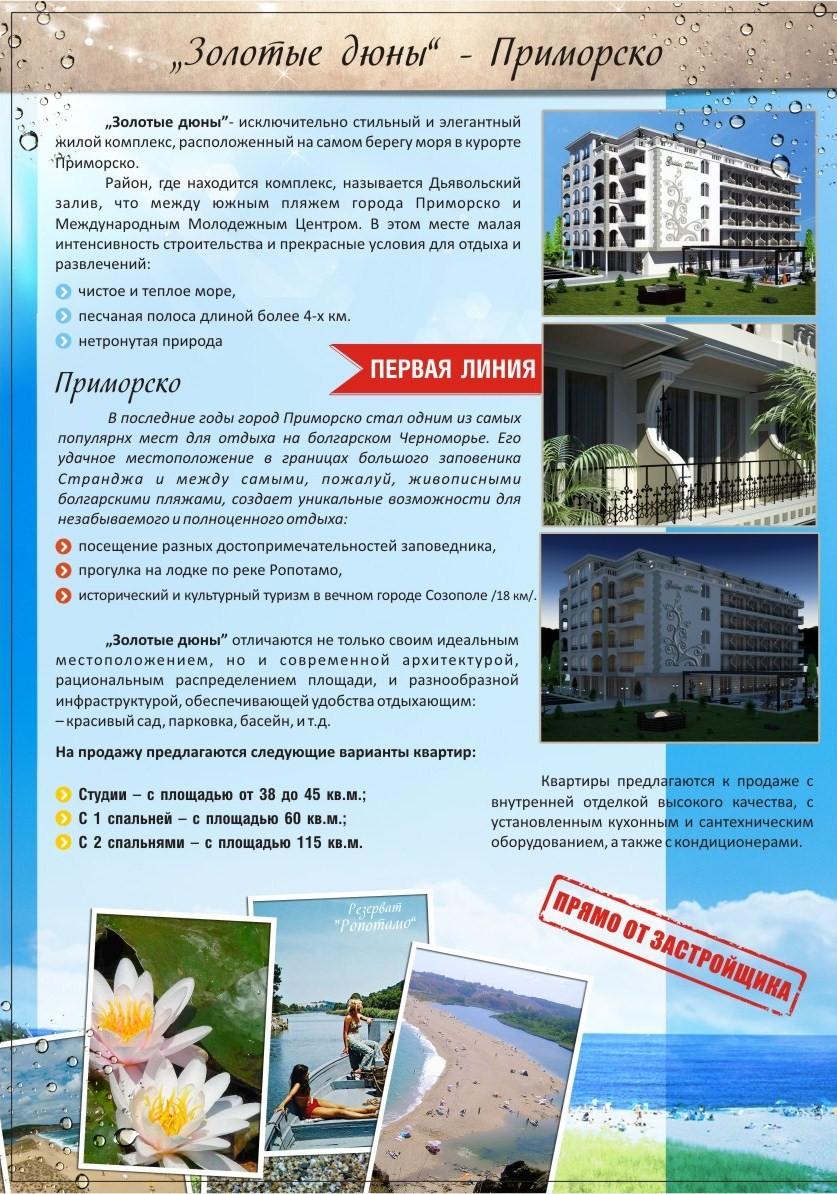 „Золотые дюны“ - Приморско
„Золотые дюны”- исключительно стильный и элегантный
жилой комплекс, расположенный на самом берегу моря в курорте
Приморско.
Район, где находится комплекс, называется Дьявольский
залив, что между южным пляжем города Приморско и
Международным Молодежным Центром. В этом месте малая
интенсивность строительства и прекрасные условия для отдыха и
развлечений:
чистое и теплое море,
песчаная полоса длиной более 4-х км.
нетронутая природа
ПЕРВАЯ ЛИНИЯ
Приморско
В последние годы город Приморско стал одним из самых
популярнх мест для отдыха на болгарском Черноморье. Его
удачное местоположение в границах большого заповеника
Странджа и между самыми, пожалуй, живописными
болгарскими пляжами, создает уникальные возможности для
незабываемого и полноценного отдыха:
посещение разных достопримечательностей заповедника,
прогулка на лодке по реке Ропотамо,
исторический и культурный туризм в вечном городе Созополе /18 км/.
„Золотые дюны” отличаются не только своим идеальным
местоположением, но и современной архитектурой,
рациональным распределением площади, и разнообразной
инфраструктурой, обеспечивающей удобства отдыхающим:
– красивый сад, парковка, басейн, и т.д.
На продажу предлагаются следующие варианты квартир:
Студии – с площадью от 38 до 45 кв.м.;
С 1 спальней – с площадью 60 кв.м.;
С 2 спальнями – с площадью 115 кв.м.
Квартиры предлагаются к продаже с
внутренней отделкой высокого качества, с
установленным кухонным и сантехническим
оборудованием, а также с кондиционерами.
ПРЯМО ОТ ЗАСТРОЙЩИКА
Резерват
"Ропотамо“